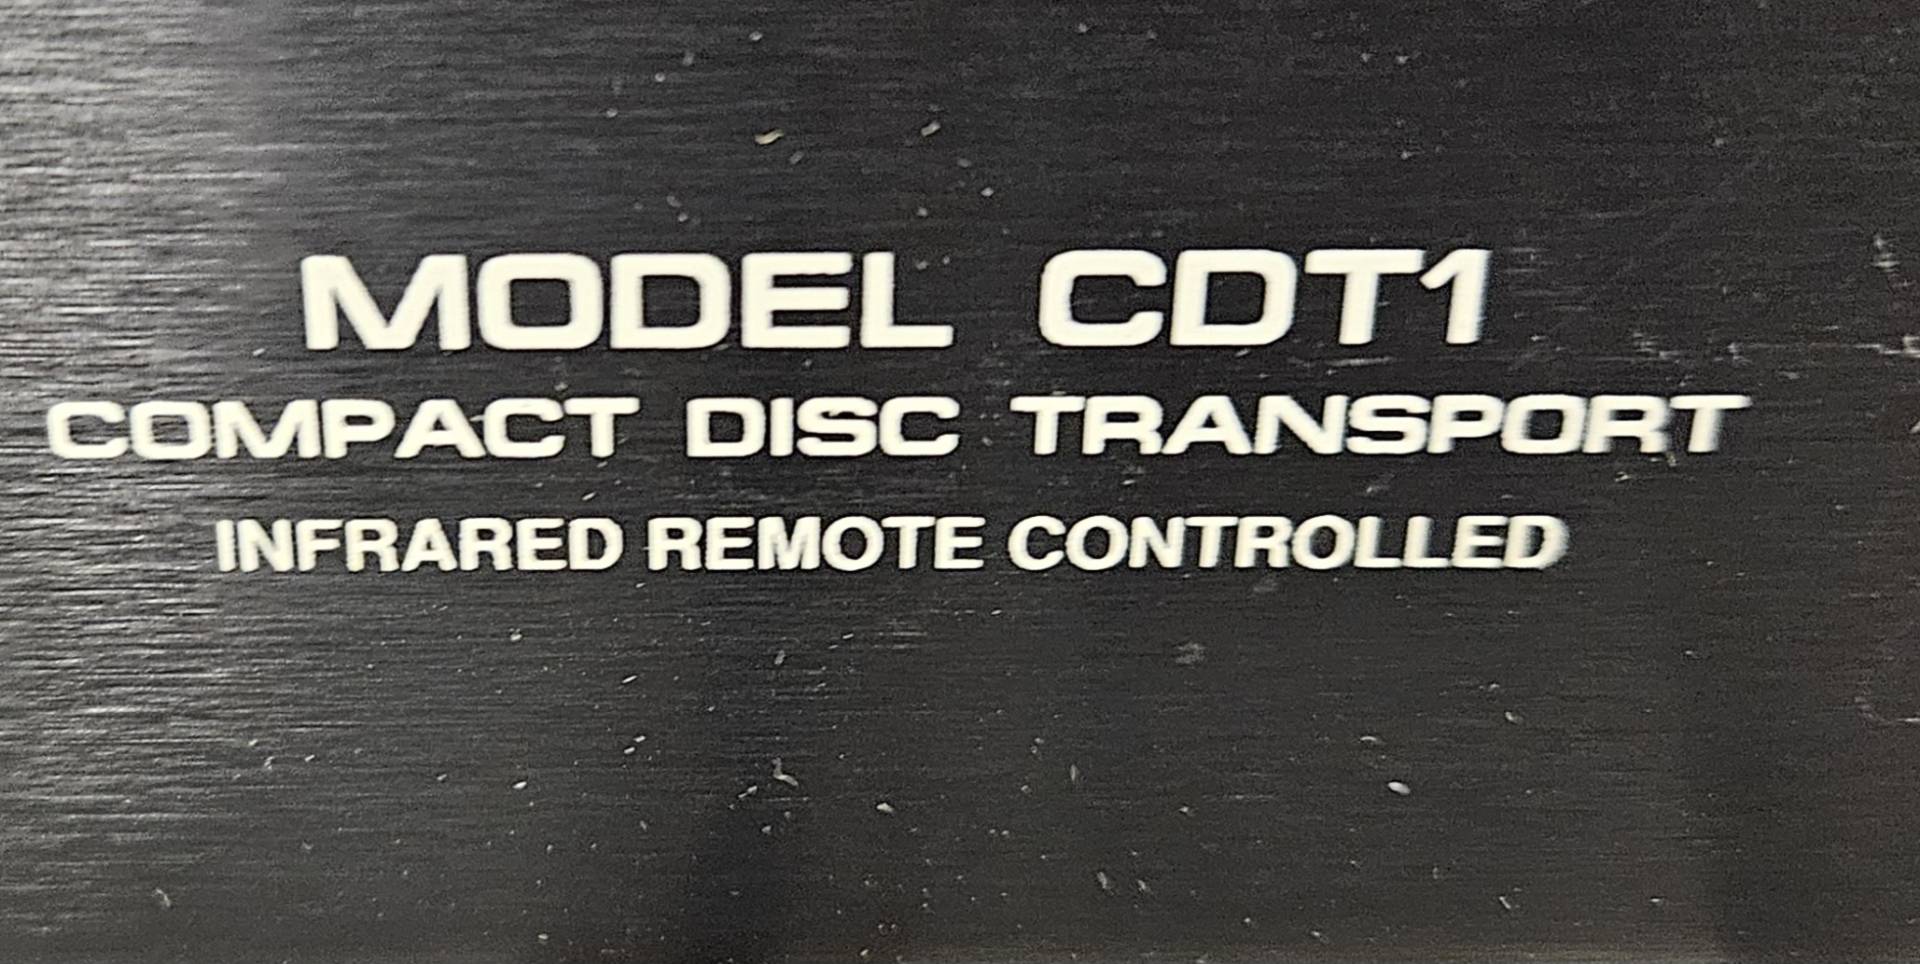 MODEL CDT1
COMPACT DISC TRANSPORT
INFRARED REMOTE CONTROLLED